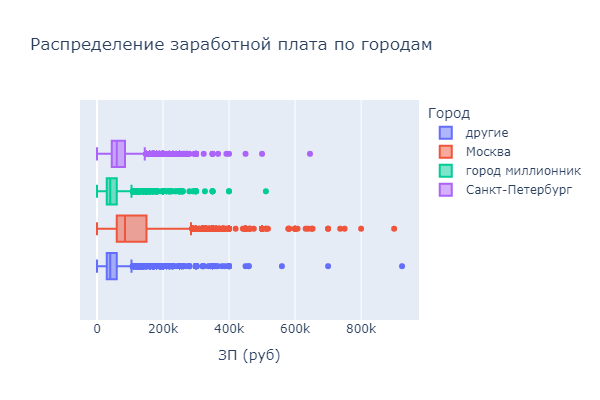 Распределение заработной плата по городам
Город
другие
Москва
город миллионник
Санкт-Петербург
0
200k
400k
600k
800k
ЗП (руб)